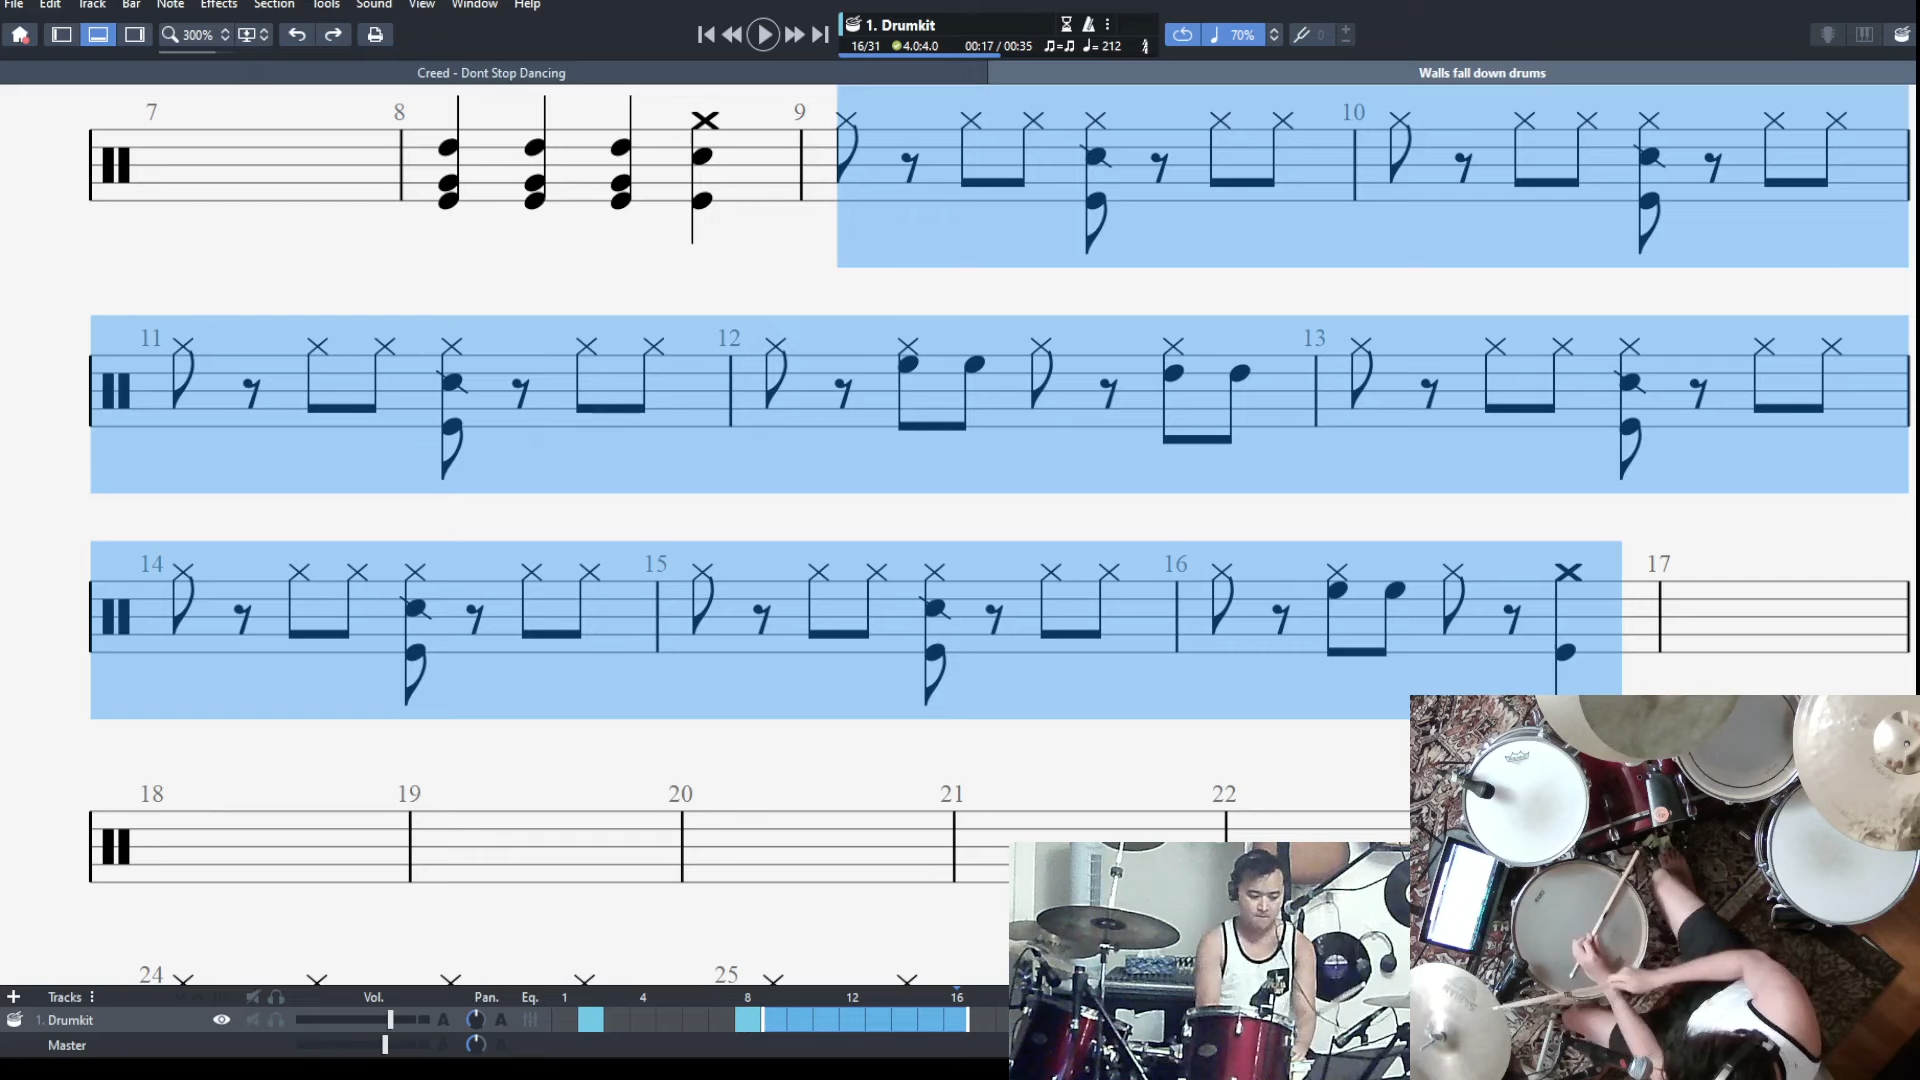 File Edit Track Bar Note Effects Section Tools Sound View Window Help
300%
1. Drumkit
16/31 4.0:4.0 00:17 / 00:35 ♫=♫ ♩= 212
70% 0
Creed - Dont Stop Dancing Walls fall down drums
7 8 9 10
11 12 13
14 15 16 17
18 19 20 21 22
24 25
Tracks Vol. Pan. Eq. 1 4 8 12 16
1. Drumkit A A
Master